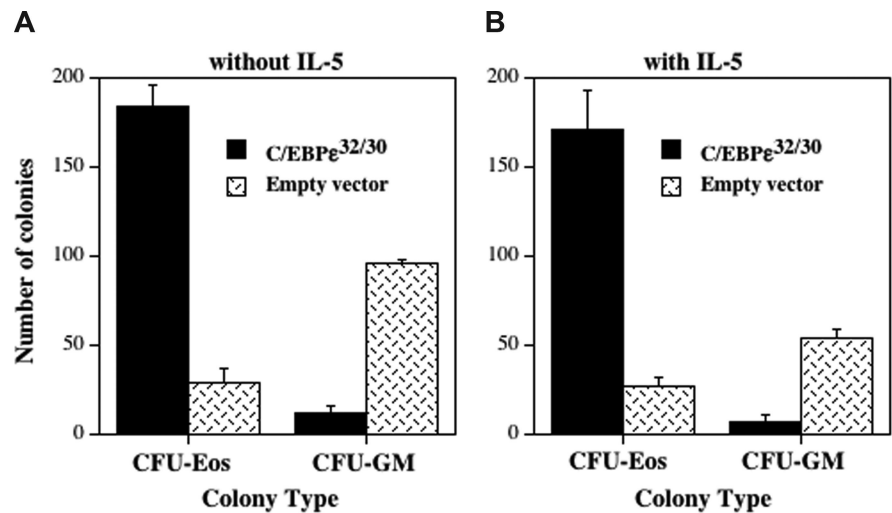 A
without IL-5
200
150
100
50
0
Number of colonies
C/EBPε32/30
Empty vector
CFU-Eos CFU-GM
Colony Type
B
with IL-5
200
150
100
50
0
C/EBPε32/30
Empty vector
CFU-Eos CFU-GM
Colony Type